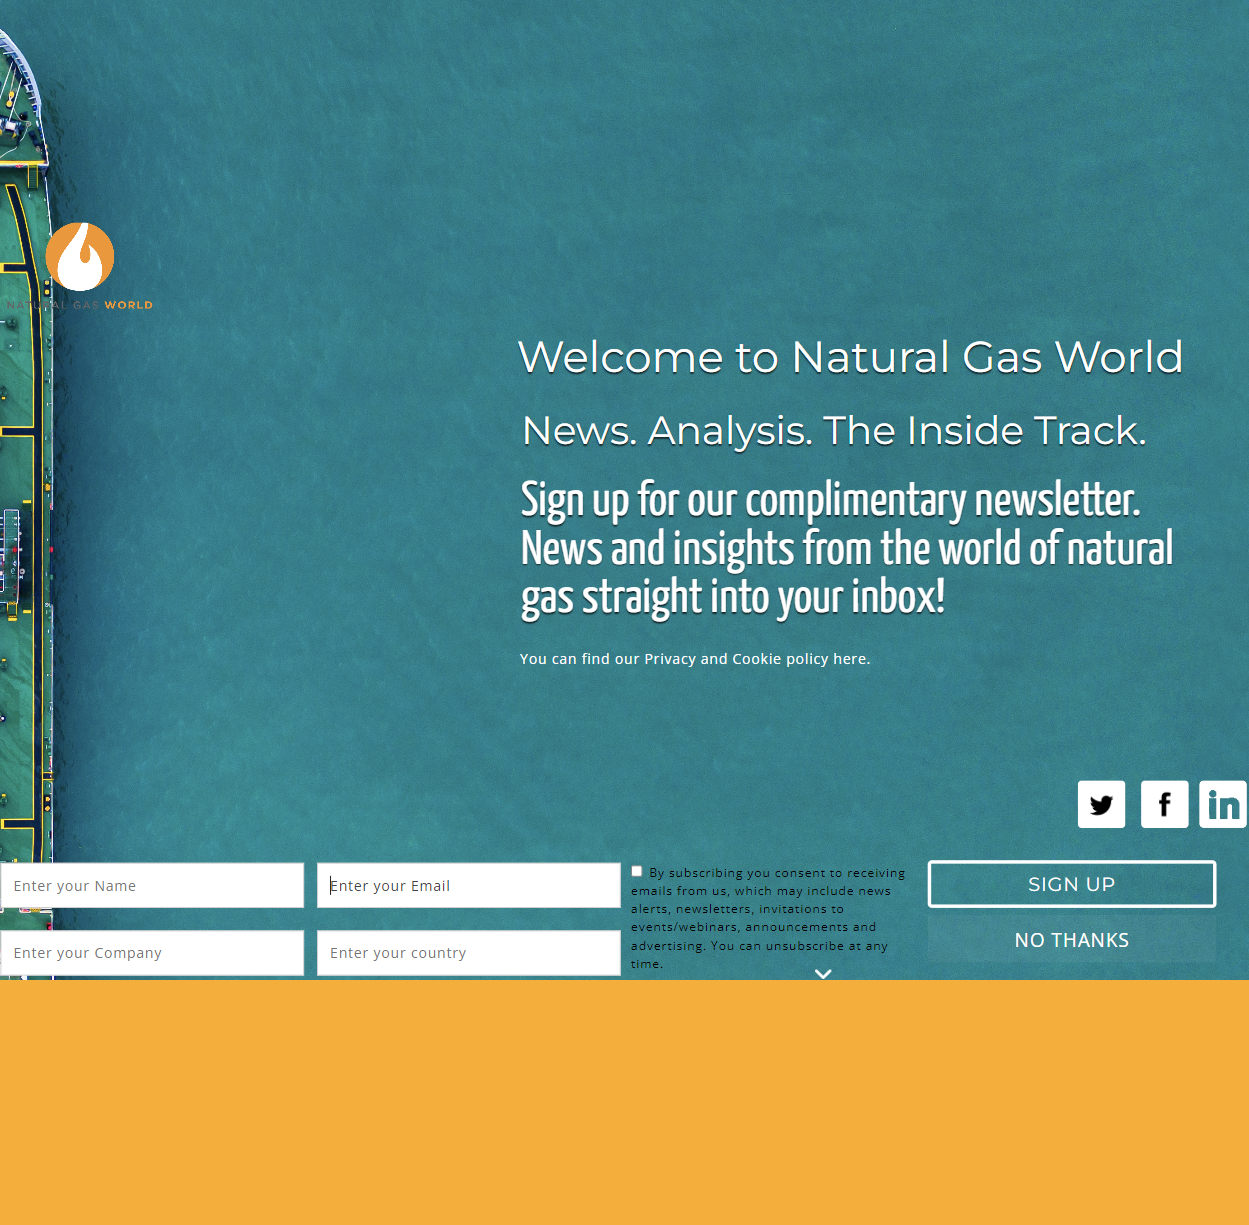 NATURAL GAS WORLD
Welcome to Natural Gas World
News. Analysis. The Inside Track.
Sign up for our complimentary newsletter.
News and insights from the world of natural
gas straight into your inbox!
You can find our Privacy and Cookie policy here.
in
Enter your Name
Enter your Email
By subscribing you consent to receiving
emails from us, which may include news
alerts, newsletters, invitations to
events/webinars, announcements and
advertising. You can unsubscribe at any
time.
SIGN UP
NO THANKS
Enter your Company
Enter your country